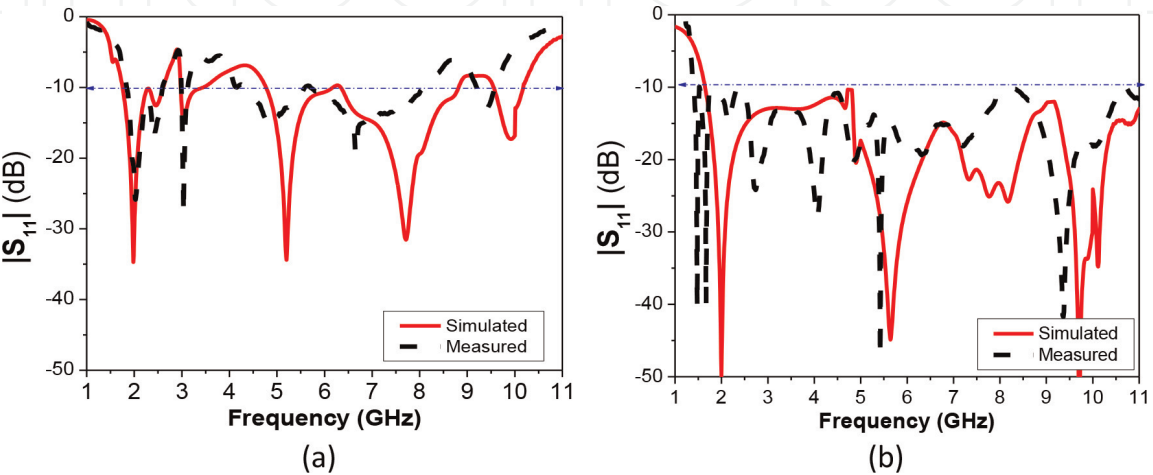 0
-10
-20
-30
-40
-50
|S11| (dB)
Simulated
Measured
1 2 3 4 5 6 7 8 9 10 11
Frequency (GHz)
(a)
0
-10
-20
-30
-40
-50
|S11| (dB)
Simulated
Measured
1 2 3 4 5 6 7 8 9 10 11
Frequency (GHz)
(b)